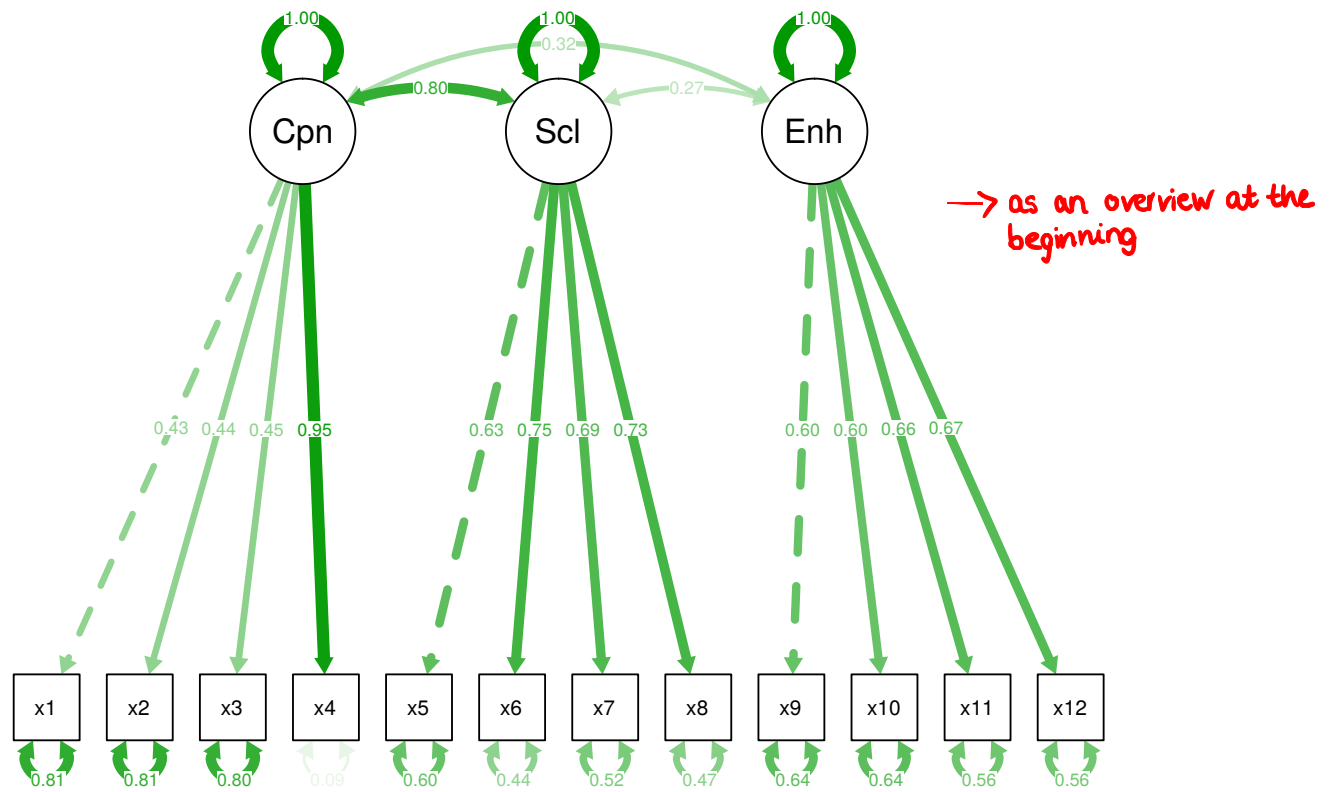 1.00 1.00 1.00
0.32
0.80 0.27
Cpn Scl Enh
→ as an overview at the
beginning
0.43 0.44 0.45 0.95 0.63 0.75 0.69 0.73 0.60 0.60 0.66 0.67
x1 x2 x3 x4 x5 x6 x7 x8 x9 x10 x11 x12
0.81 0.81 0.80 0.09 0.60 0.44 0.52 0.47 0.64 0.64 0.56 0.56